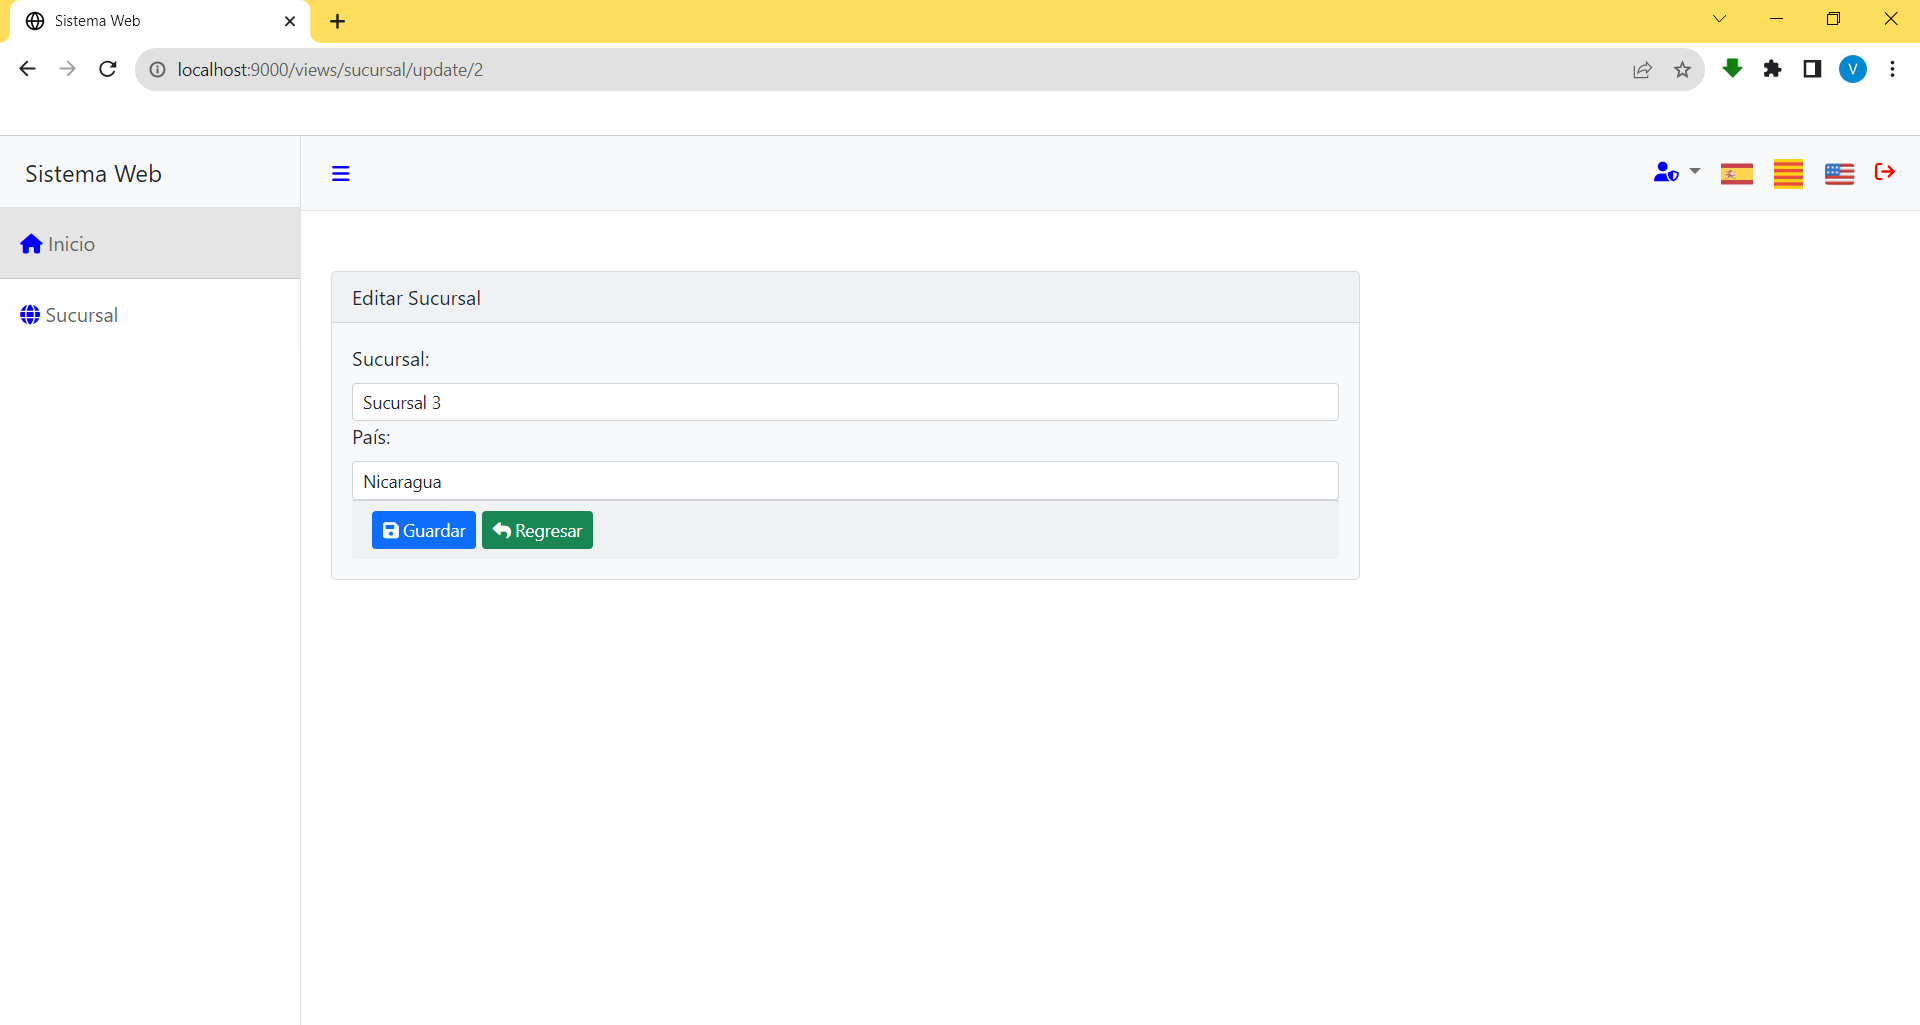 Sistema Web
localhost:9000/views/sucursal/update/2
V
Sistema Web
Inicio
Sucursal
Editar Sucursal
Sucursal:
Sucursal 3
País:
Nicaragua
Guardar Regresar